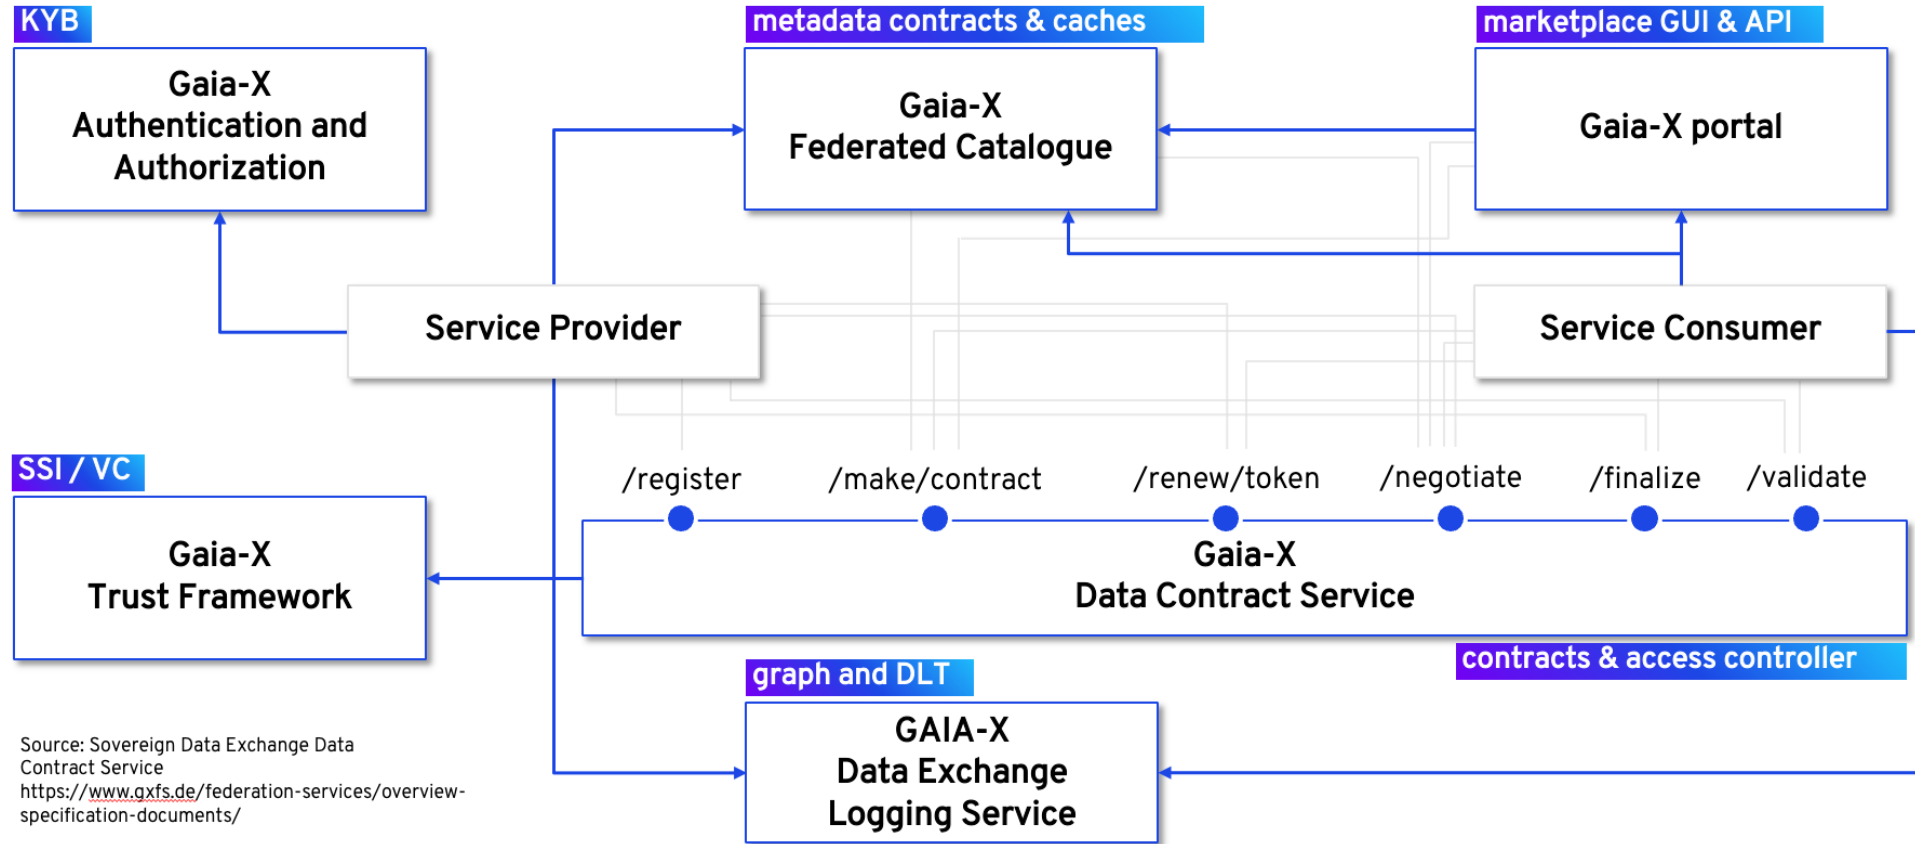 KYB
metadata contracts & caches
marketplace GUI & API
Gaia-X
Authentication and
Authorization
Gaia-X
Federated Catalogue
Gaia-X portal
Service Provider
Service Consumer
SSI / VC
/register
/make/contract
/renew/token
/negotiate
/finalize
/validate
Gaia-X
Trust Framework
Gaia-X
Data Contract Service
contracts & access controller
graph and DLT
GAIA-X
Data Exchange
Logging Service
Source: Sovereign Data Exchange Data
Contract Service
https://www.gxfs.de/federation-services/overview-
specification-documents/